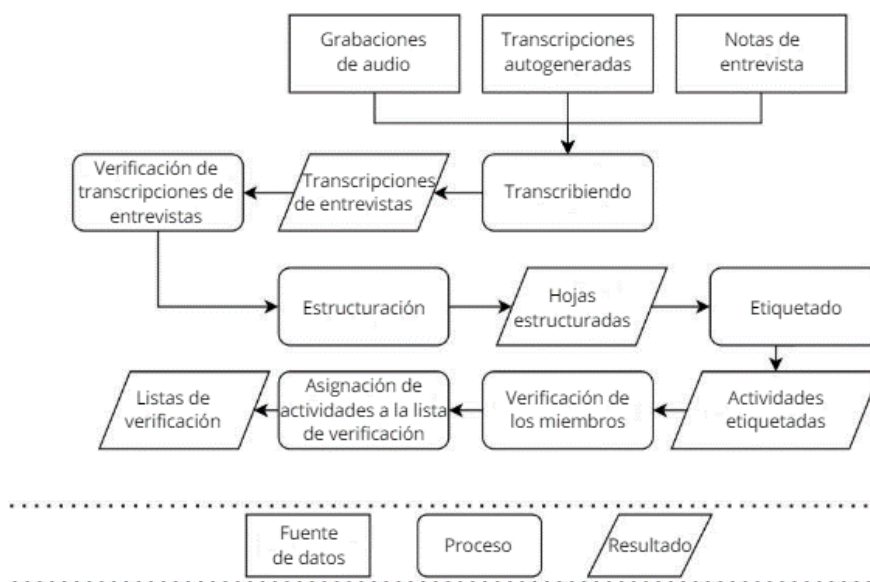 Grabaciones
de audio
Transcripciones
autogeneradas
Notas de
entrevista
Verificación de
transcripciones de
entrevistas
Transcripciones
de entrevistas
Transcribiendo
Estructuración
Hojas
estructuradas
Etiquetado
Listas de
verificación
Asignación de
actividades a la lista
de verificación
Verificación de
los miembros
Actividades
etiquetadas
Fuente
de datos
Proceso
Resultado